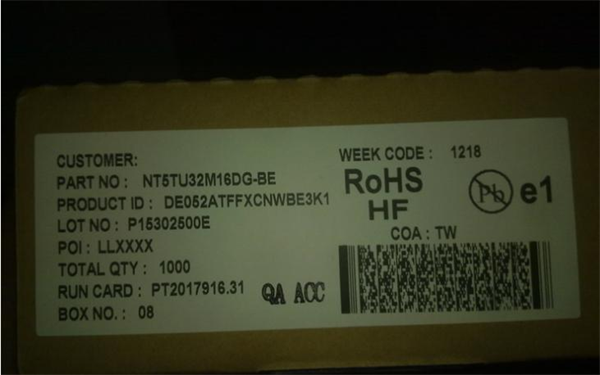 CUSTOMER:
PART NO : NT5TU32M16DG-BE
PRODUCT ID : DE052ATFFXCNWBE3K1
LOT NO : P15302500E
POI : LLXXXX
TOTAL QTY : 1000
RUN CARD : PT2017916.31
BOX NO. : 08
QA ACC
WEEK CODE : 1218
RoHS
HF
Pb
e1
COA : TW